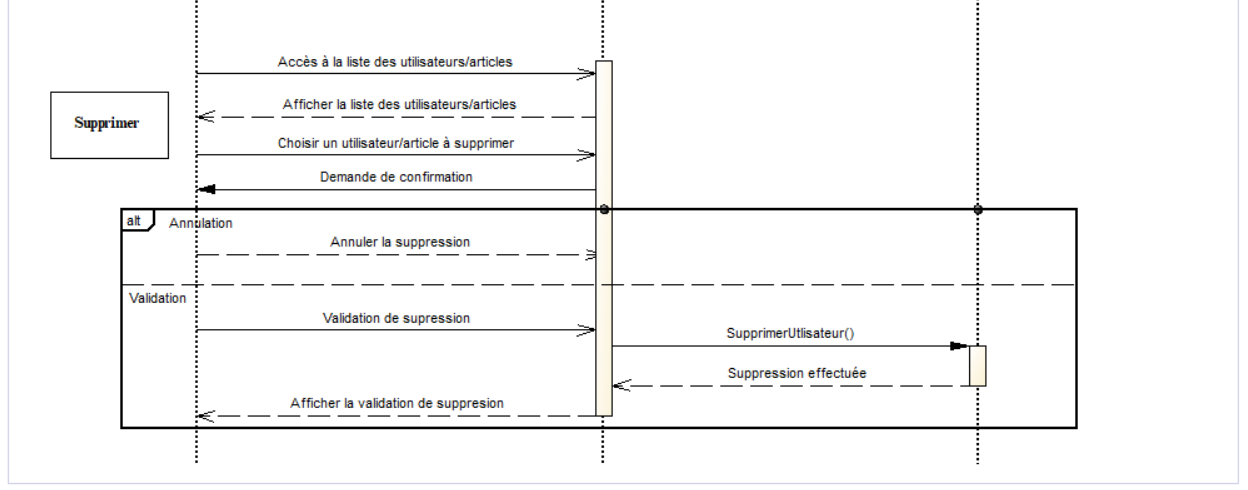 Accès à la liste des utilisateurs/articles
Afficher la liste des utilisateurs/articles
Supprimer
Choisir un utilisateur/article à supprimer
Demande de confirmation
alt
Annulation
Annuler la suppression
Validation
Validation de supression
SupprimerUtlisateur()
Suppression effectuée
Afficher la validation de suppresion